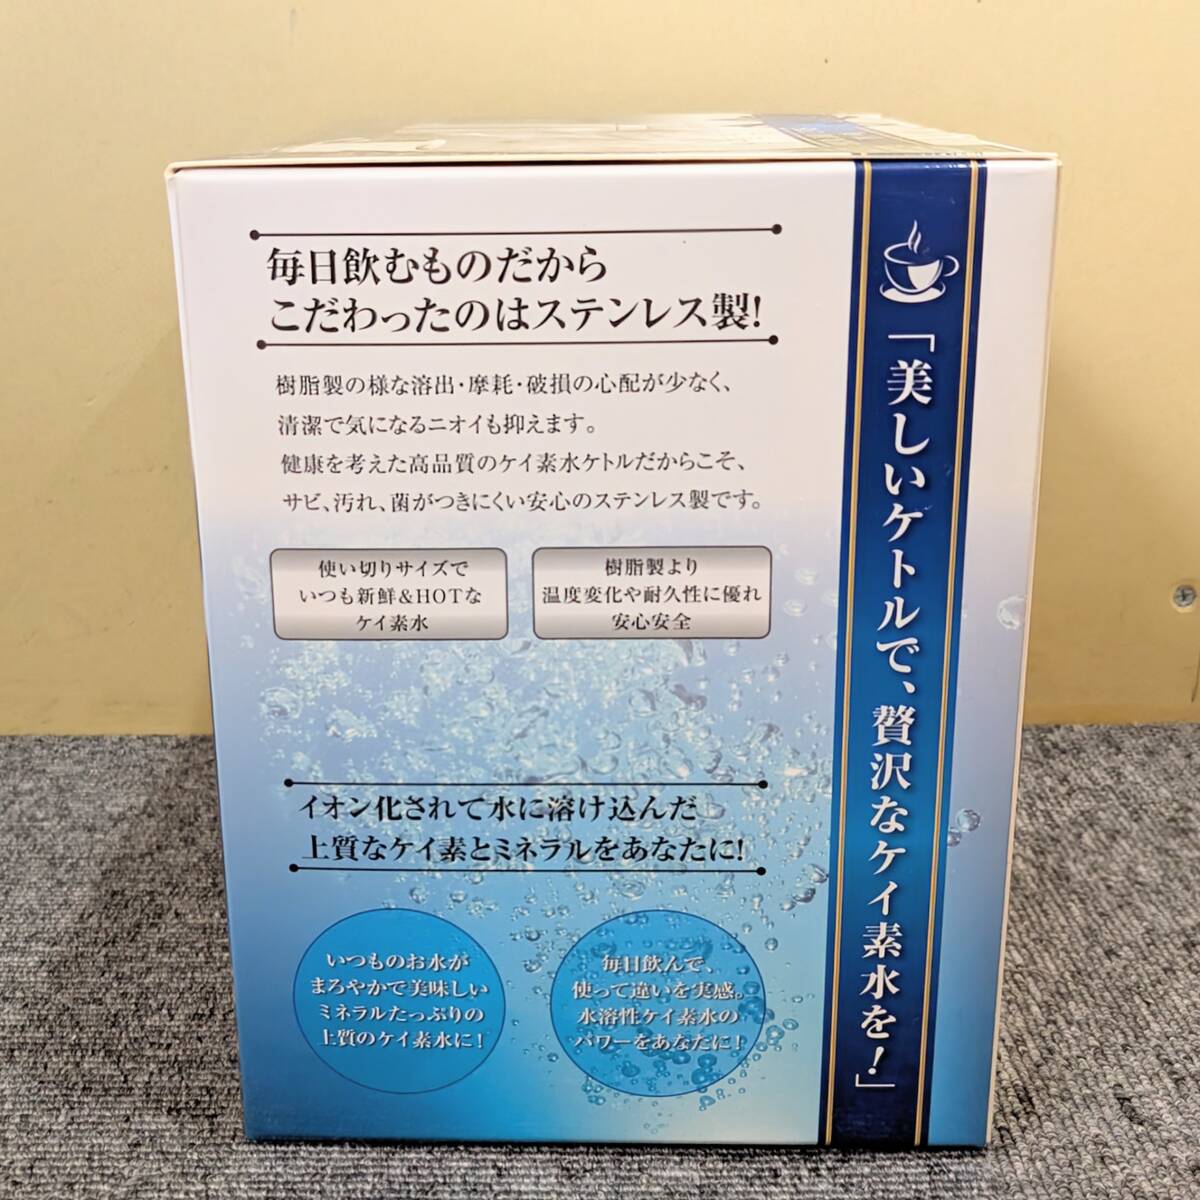 毎日飲むものだから
こだわったのはステンレス製!
樹脂製の様な溶出・摩耗・破損の心配が少なく、
清潔で気になるニオイも抑えます。
健康を考えた高品質のケイ素水ケトルだからこそ、
サビ、汚れ、菌がつきにくい安心のステンレス製です。
使い切りサイズで
いつも新鮮&HOTな
ケイ素水
樹脂製より
温度変化や耐久性に優れ
安心安全
イオン化されて水に溶け込んだ
上質なケイ素とミネラルをあなたに!
いつものお水が
まろやかで美味しい
ミネラルたっぷりの
上質のケイ素水に!
毎日飲んで、
使って違いを実感。
水溶性ケイ素水の
パワーをあなたに!
「美しいケトルで、贅沢なケイ素水を!」